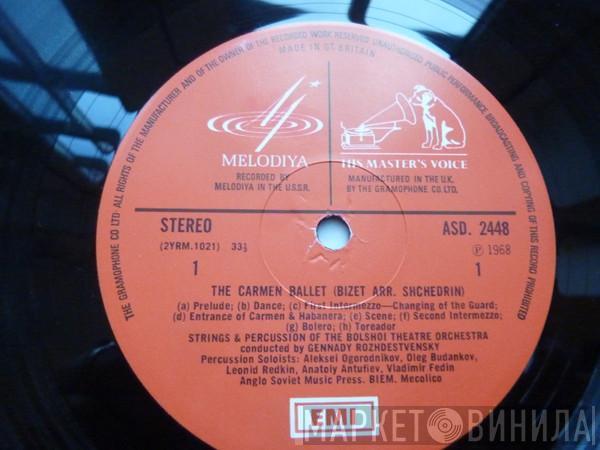 THE GRAMOPHONE CO LTD. ALL RIGHTS OF THE MANUFACTURER AND OF THE OWNER OF THE RECORDED WORK RESERVED UNAUTHORISED PUBLIC PERFORMANCE BROADCASTING AND COPYING OF THIS RECORD PROHIBITED
MADE IN GT. BRITAIN
MELODIYA
HIS MASTER'S VOICE
RECORDED BY
MELODIYA IN THE U.S.S.R.
MANUFACTURED IN THE U.K.
BY THE GRAMOPHONE CO. LTD.
STEREO
ASD. 2448
(2YRM.1021) 33⅓
℗ 1968
1
1
THE CARMEN BALLET (BIZET ARR. SHCHEDRIN)
(a) Prelude; (b) Dance; (c) First Intermezzo—Changing of the Guard;
(d) Entrance of Carmen & Habanera; (e) Scene; (f) Second Intermezzo;
(g) Bolero; (h) Toreador
STRINGS & PERCUSSION OF THE BOLSHOI THEATRE ORCHESTRA
conducted by GENNADY ROZHDESTVENSKY
Percussion Soloists: Aleksei Ogorodnikov, Oleg Budankov,
Leonid Redkin, Anatoly Antufiev, Vladimir Fedin
Anglo Soviet Music Press. BIEM. Mecolico
EMI
МАРКЕТ ВИНИЛА